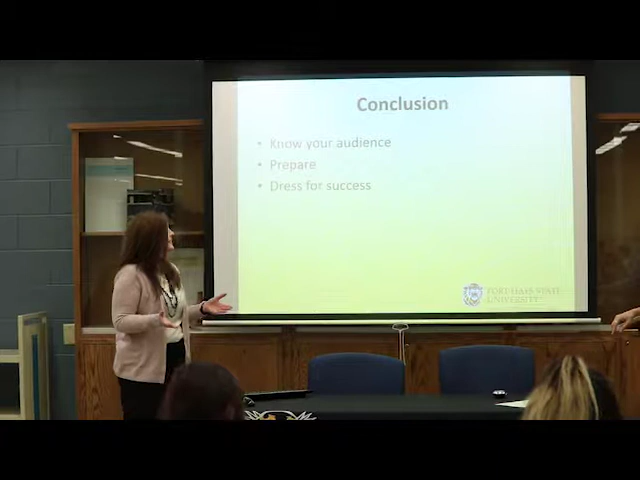 Conclusion
• Know your audience
• Prepare
• Dress for success
FORT HAYS STATE
UNIVERSITY